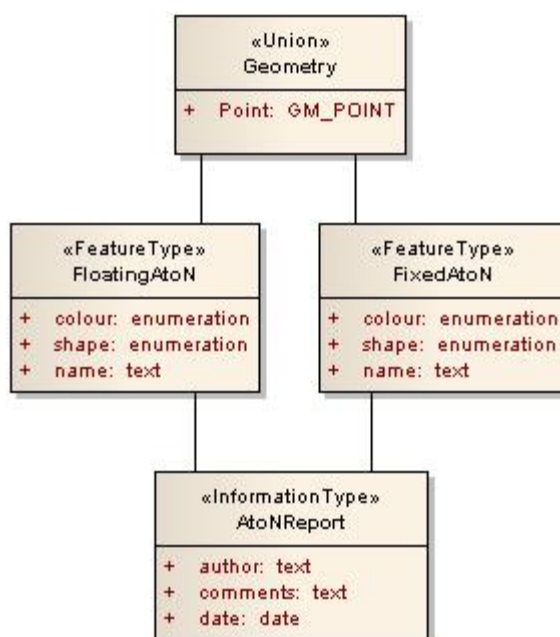 «Union»
Geometry
+ Point: GM_POINT
«FeatureType»
FloatingAtoN
+ colour: enumeration
+ shape: enumeration
+ name: text
«FeatureType»
FixedAtoN
+ colour: enumeration
+ shape: enumeration
+ name: text
«InformationType»
AtoNReport
+ author: text
+ comments: text
+ date: date